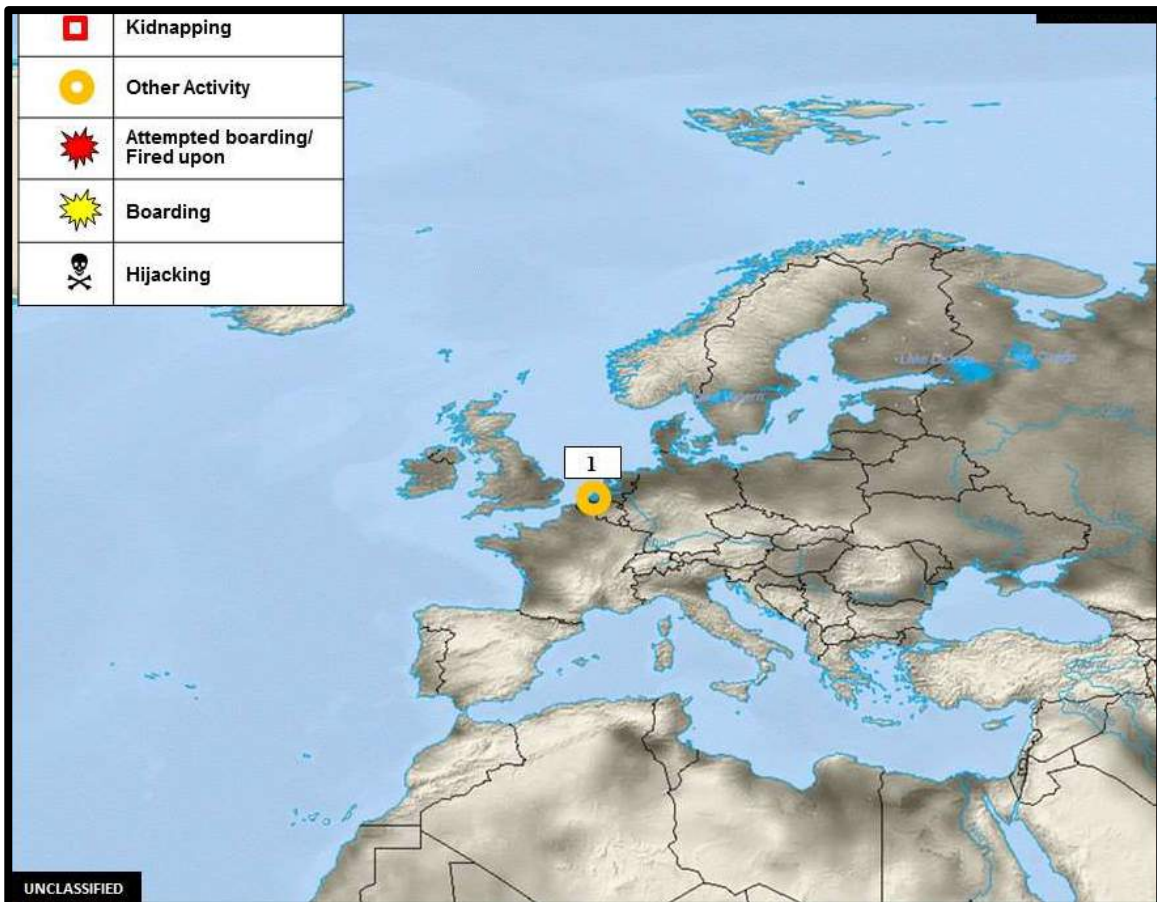 Kidnapping
Other Activity
Attempted boarding/
Fired upon
Boarding
Hijacking
1
UNCLASSIFIED